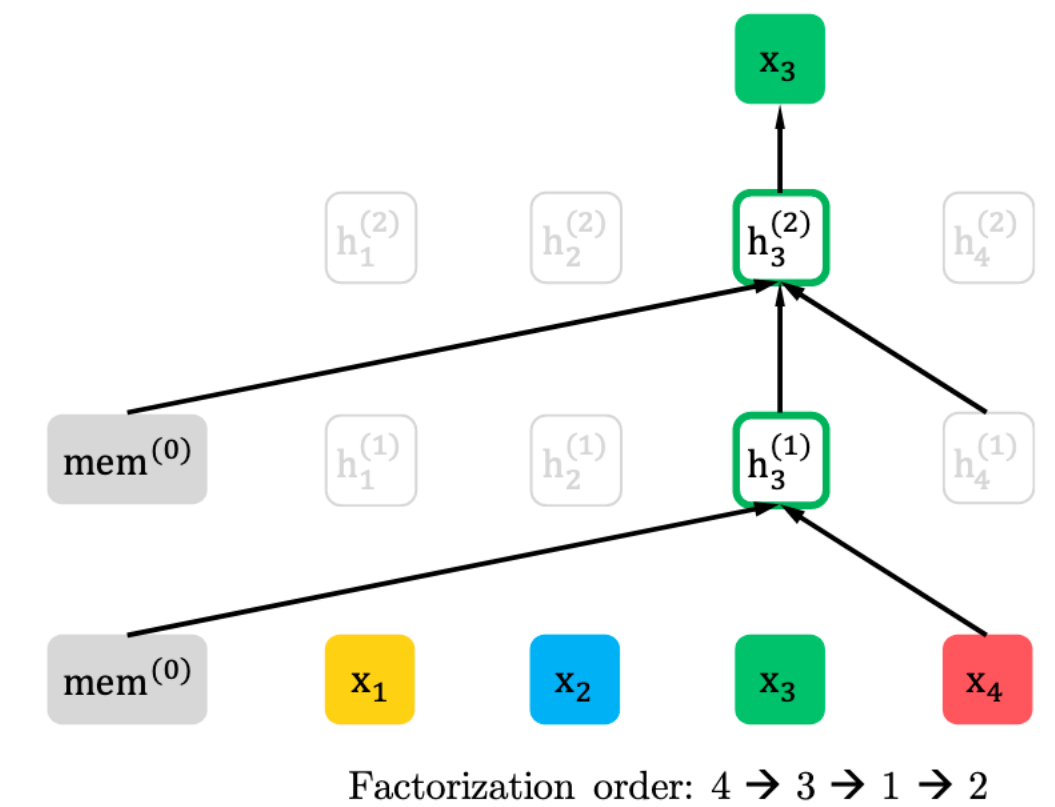 x₃
h₁⁽²⁾ h₂⁽²⁾ h₃⁽²⁾ h₄⁽²⁾
mem⁽⁰⁾ h₁⁽¹⁾ h₂⁽¹⁾ h₃⁽¹⁾ h₄⁽¹⁾
mem⁽⁰⁾ x₁ x₂ x₃ x₄
Factorization order: 4 → 3 → 1 → 2